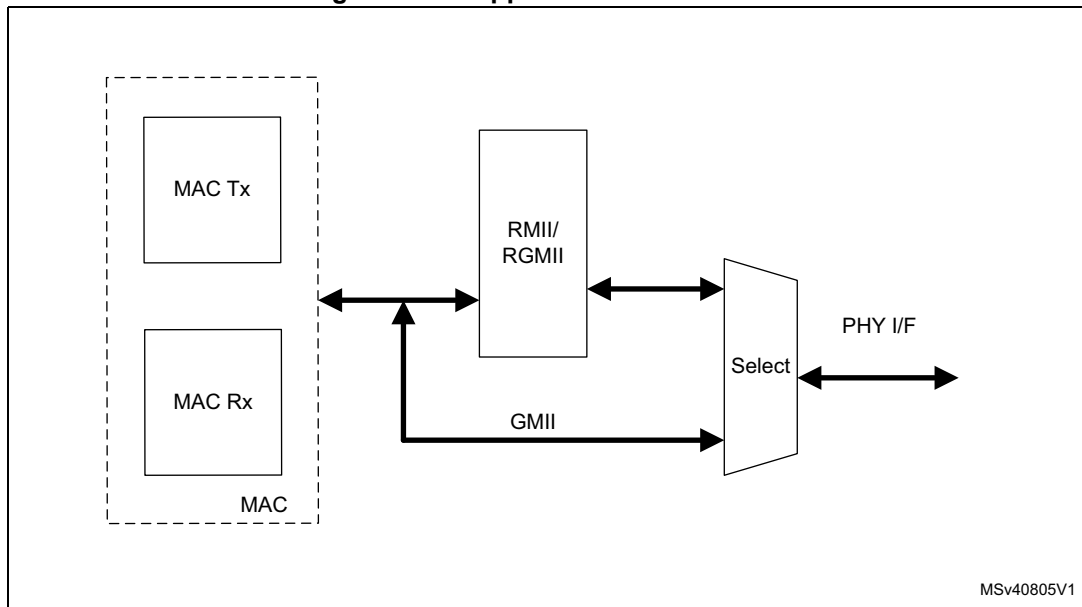 MAC Tx
RMII/
RGMII
PHY I/F
Select
MAC Rx
GMII
MAC
MSv40805V1